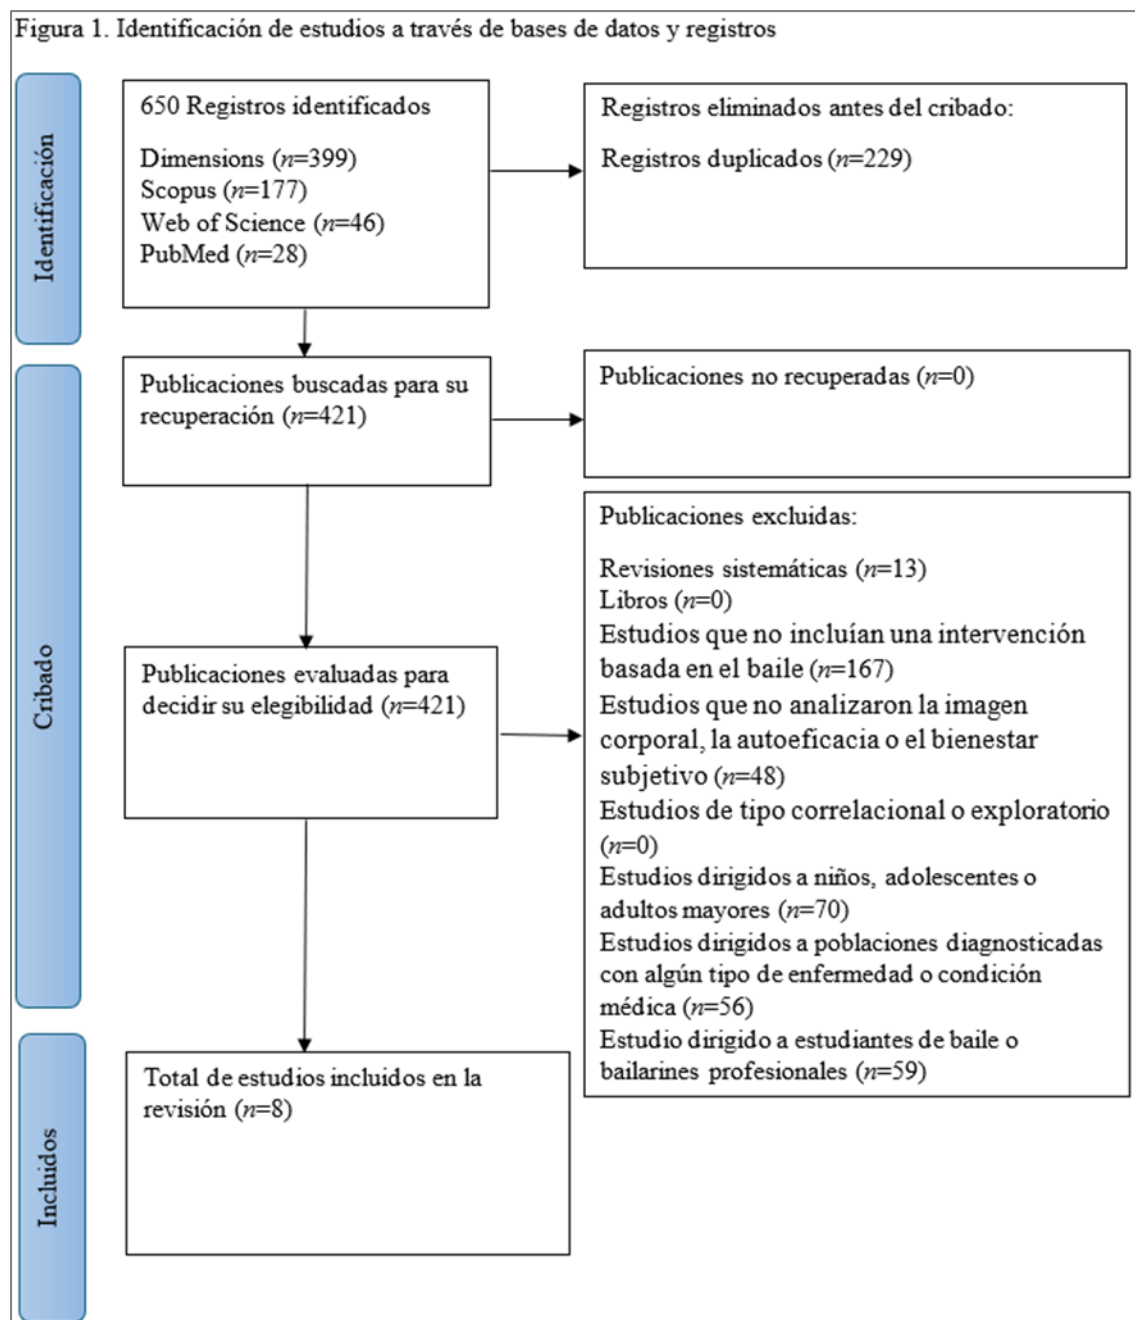 Figura 1. Identificación de estudios a través de bases de datos y registros
Identificación
650 Registros identificados
Dimensions (n=399)
Scopus (n=177)
Web of Science (n=46)
PubMed (n=28)
Registros eliminados antes del cribado:
Registros duplicados (n=229)
Cribado
Publicaciones buscadas para su
recuperación (n=421)
Publicaciones no recuperadas (n=0)
Publicaciones evaluadas para
decidir su elegibilidad (n=421)
Publicaciones excluidas:
Revisiones sistemáticas (n=13)
Libros (n=0)
Estudios que no incluían una intervención
basada en el baile (n=167)
Estudios que no analizaron la imagen
corporal, la autoeficacia o el bienestar
subjetivo (n=48)
Estudios de tipo correlacional o exploratorio
(n=0)
Estudios dirigidos a niños, adolescentes o
adultos mayores (n=70)
Estudios dirigidos a poblaciones diagnosticadas
con algún tipo de enfermedad o condición
médica (n=56)
Estudio dirigido a estudiantes de baile o
bailarines profesionales (n=59)
Incluidos
Total de estudios incluidos en la
revisión (n=8)